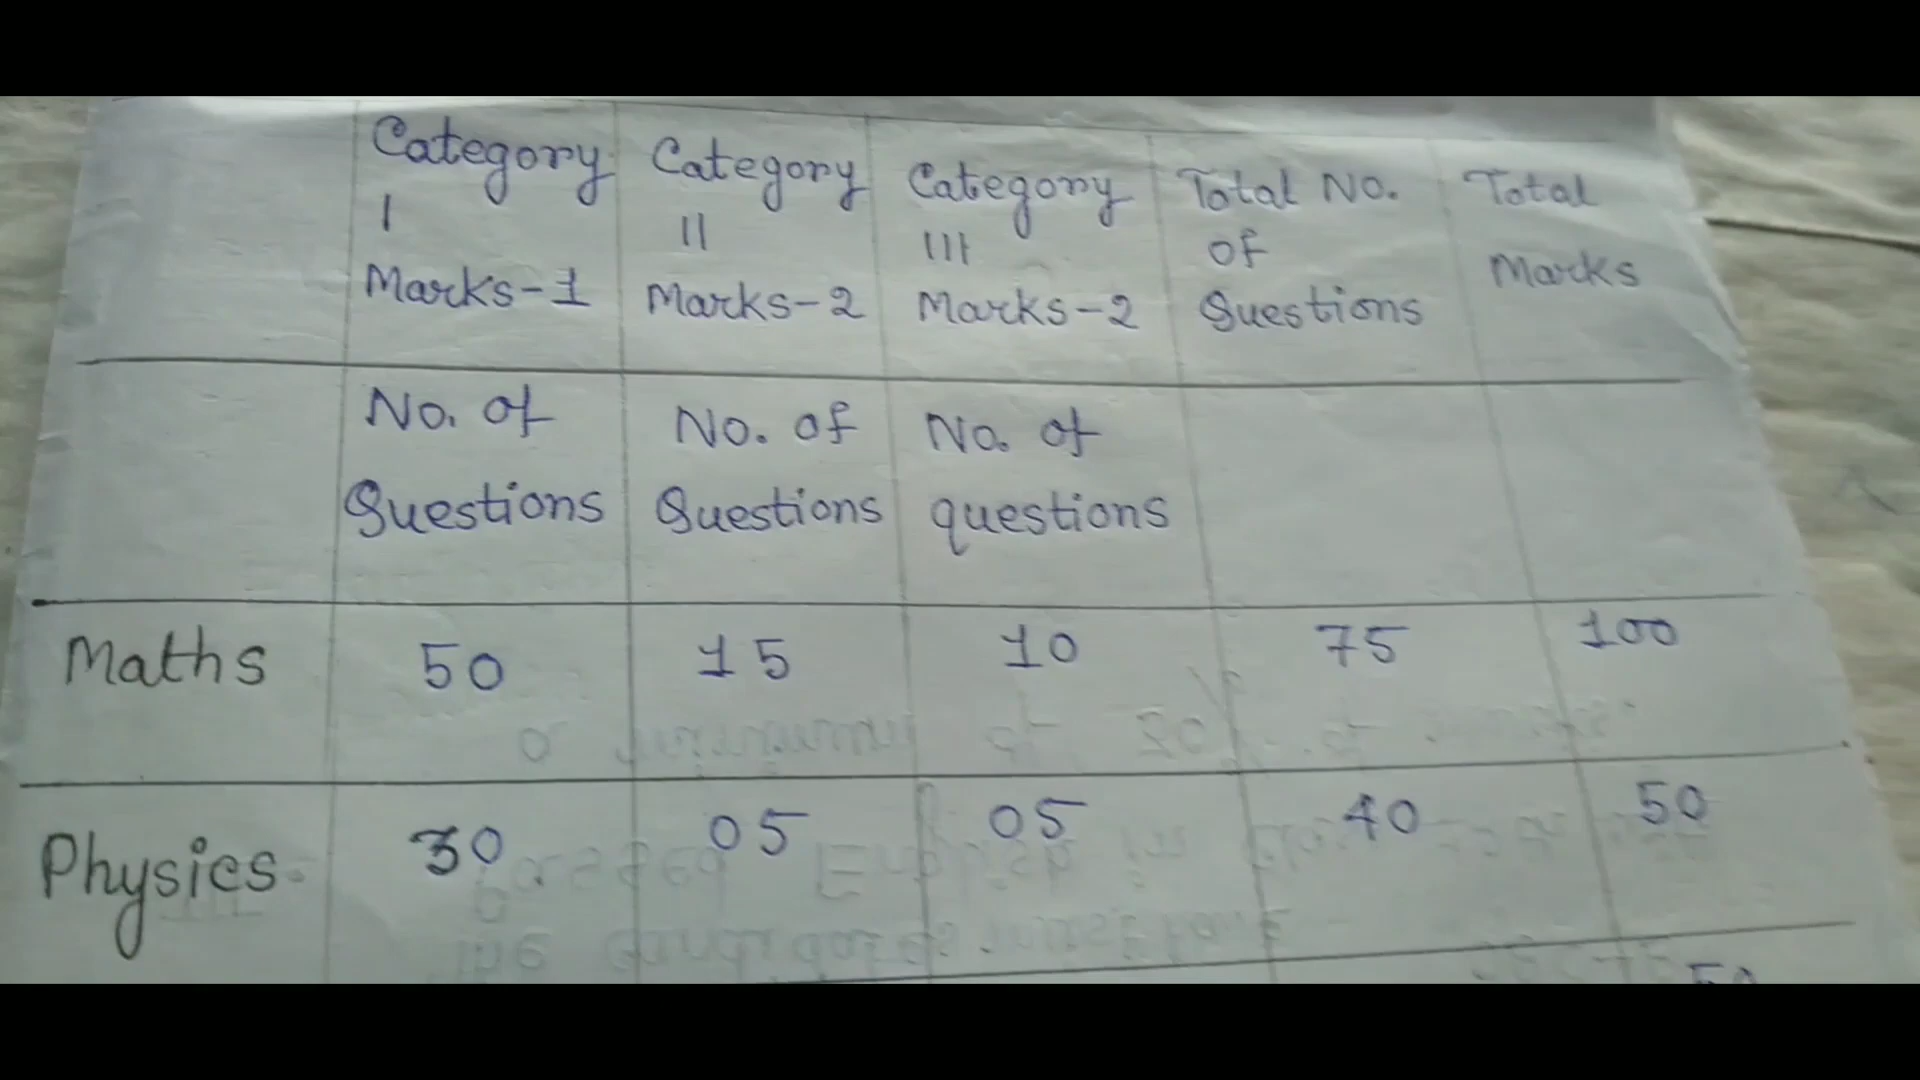 Category I Marks-1 Category II Marks-2 Category III Marks-2 Total No. of Questions Total Marks
No. of Questions No. of Questions No. of questions
Maths 50 15 10 75 100
Physics 30 05 05 40 50
50